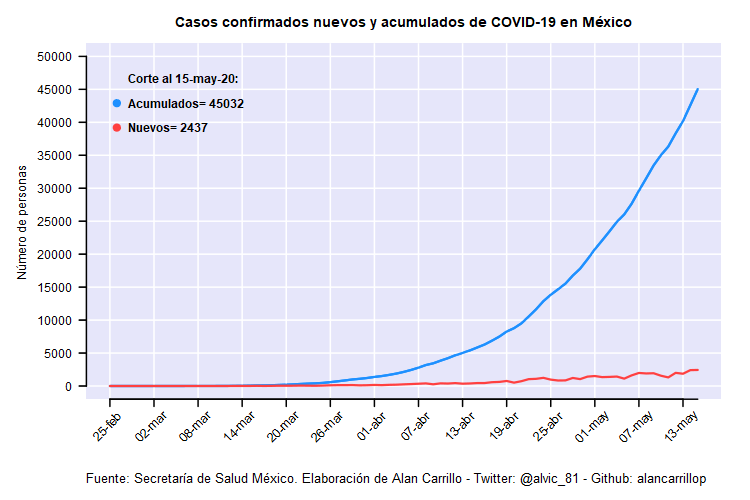 Casos confirmados nuevos y acumulados de COVID-19 en México
Corte al 15-may-20:
Acumulados= 45032
Nuevos= 2437
Número de personas
50000
45000
40000
35000
30000
25000
20000
15000
10000
5000
0
25-feb
02-mar
08-mar
14-mar
20-mar
26-mar
01-abr
07-abr
13-abr
19-abr
25-abr
01-may
07-may
13-may
Fuente: Secretaría de Salud México. Elaboración de Alan Carrillo - Twitter: @alvic_81 - Github: alancarrillop